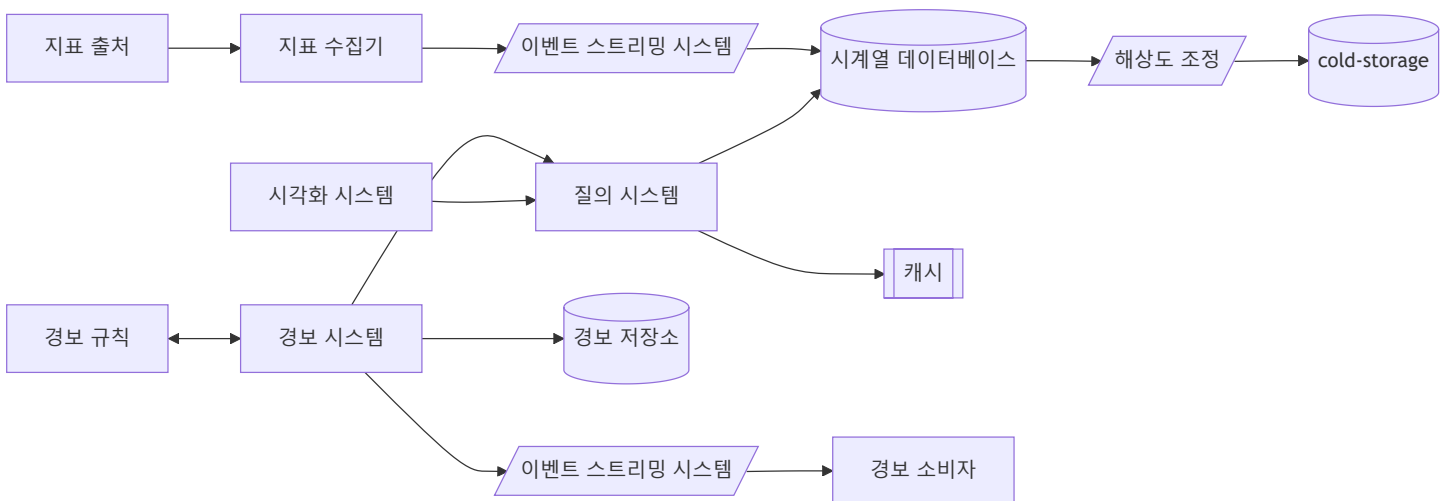 지표 출처
지표 수집기
이벤트 스트리밍 시스템
시계열 데이터베이스
해상도 조정
cold-storage
시각화 시스템
질의 시스템
캐시
경보 규칙
경보 시스템
경보 저장소
이벤트 스트리밍 시스템
경보 소비자